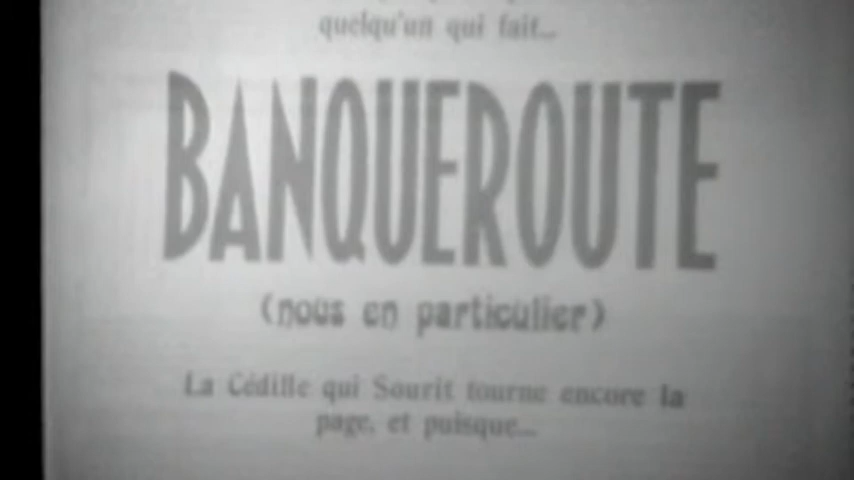 quelqu'un qui fait...
BANQUEROUTE
(nous en particulier)
La Cédille qui Sourit tourne encore la
page, et puisque...